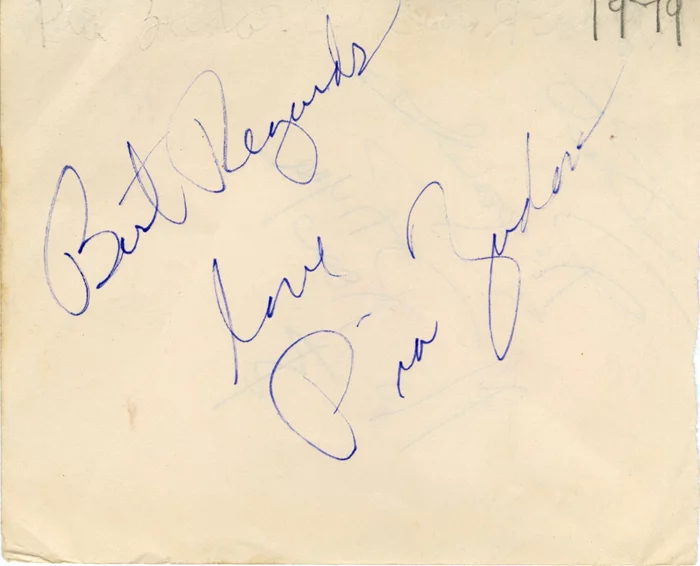 1979
Best Regards
love
Pia Zadora